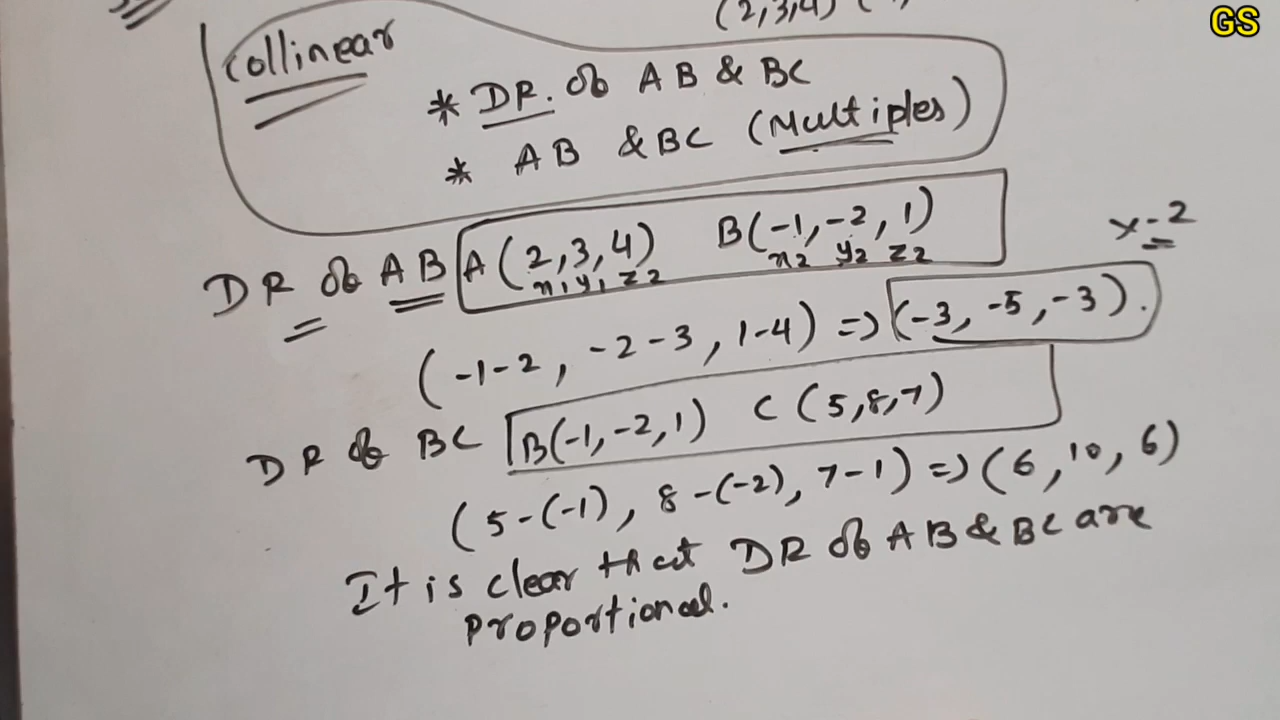 (2,3,4) (
GS
Collinear
* DR. of AB & BC
* AB & BC (Multiples)
DR of AB A(2,3,4) B(-1,-2,1)
x1 y1 z2 x2 y2 z2
x-2
(-1-2, -2-3, 1-4) => (-3, -5, -3).
DR of BC B(-1,-2,1) C (5,8,7)
(5-(-1), 8-(-2), 7-1) => (6, 10, 6)
It is clear that DR of AB & BC are
proportional.